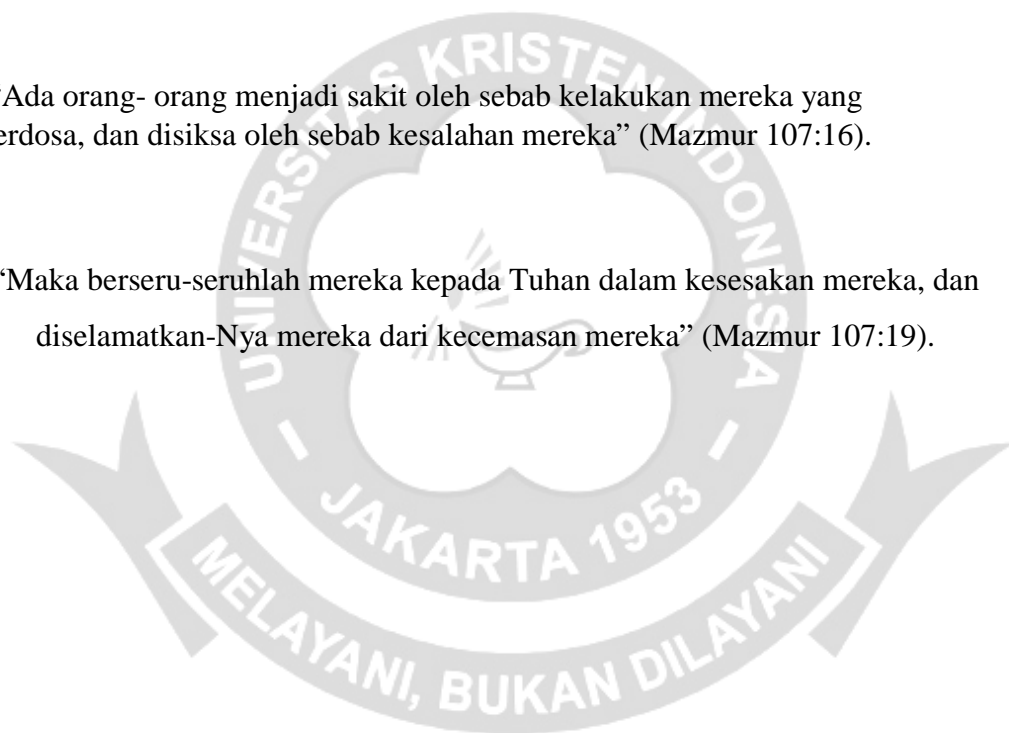 “Ada orang- orang menjadi sakit oleh sebab kelakukan mereka yang
erdosa, dan disiksa oleh sebab kesalahan mereka” (Mazmur 107:16).
“Maka berseru-seruhlah mereka kepada Tuhan dalam kesesakan mereka, dan
diselamatkan-Nya mereka dari kecemasan mereka” (Mazmur 107:19).
UNIVERSITAS KRISTEN INDONESIA
JAKARTA 1953
MELAYANI, BUKAN DILAYANI